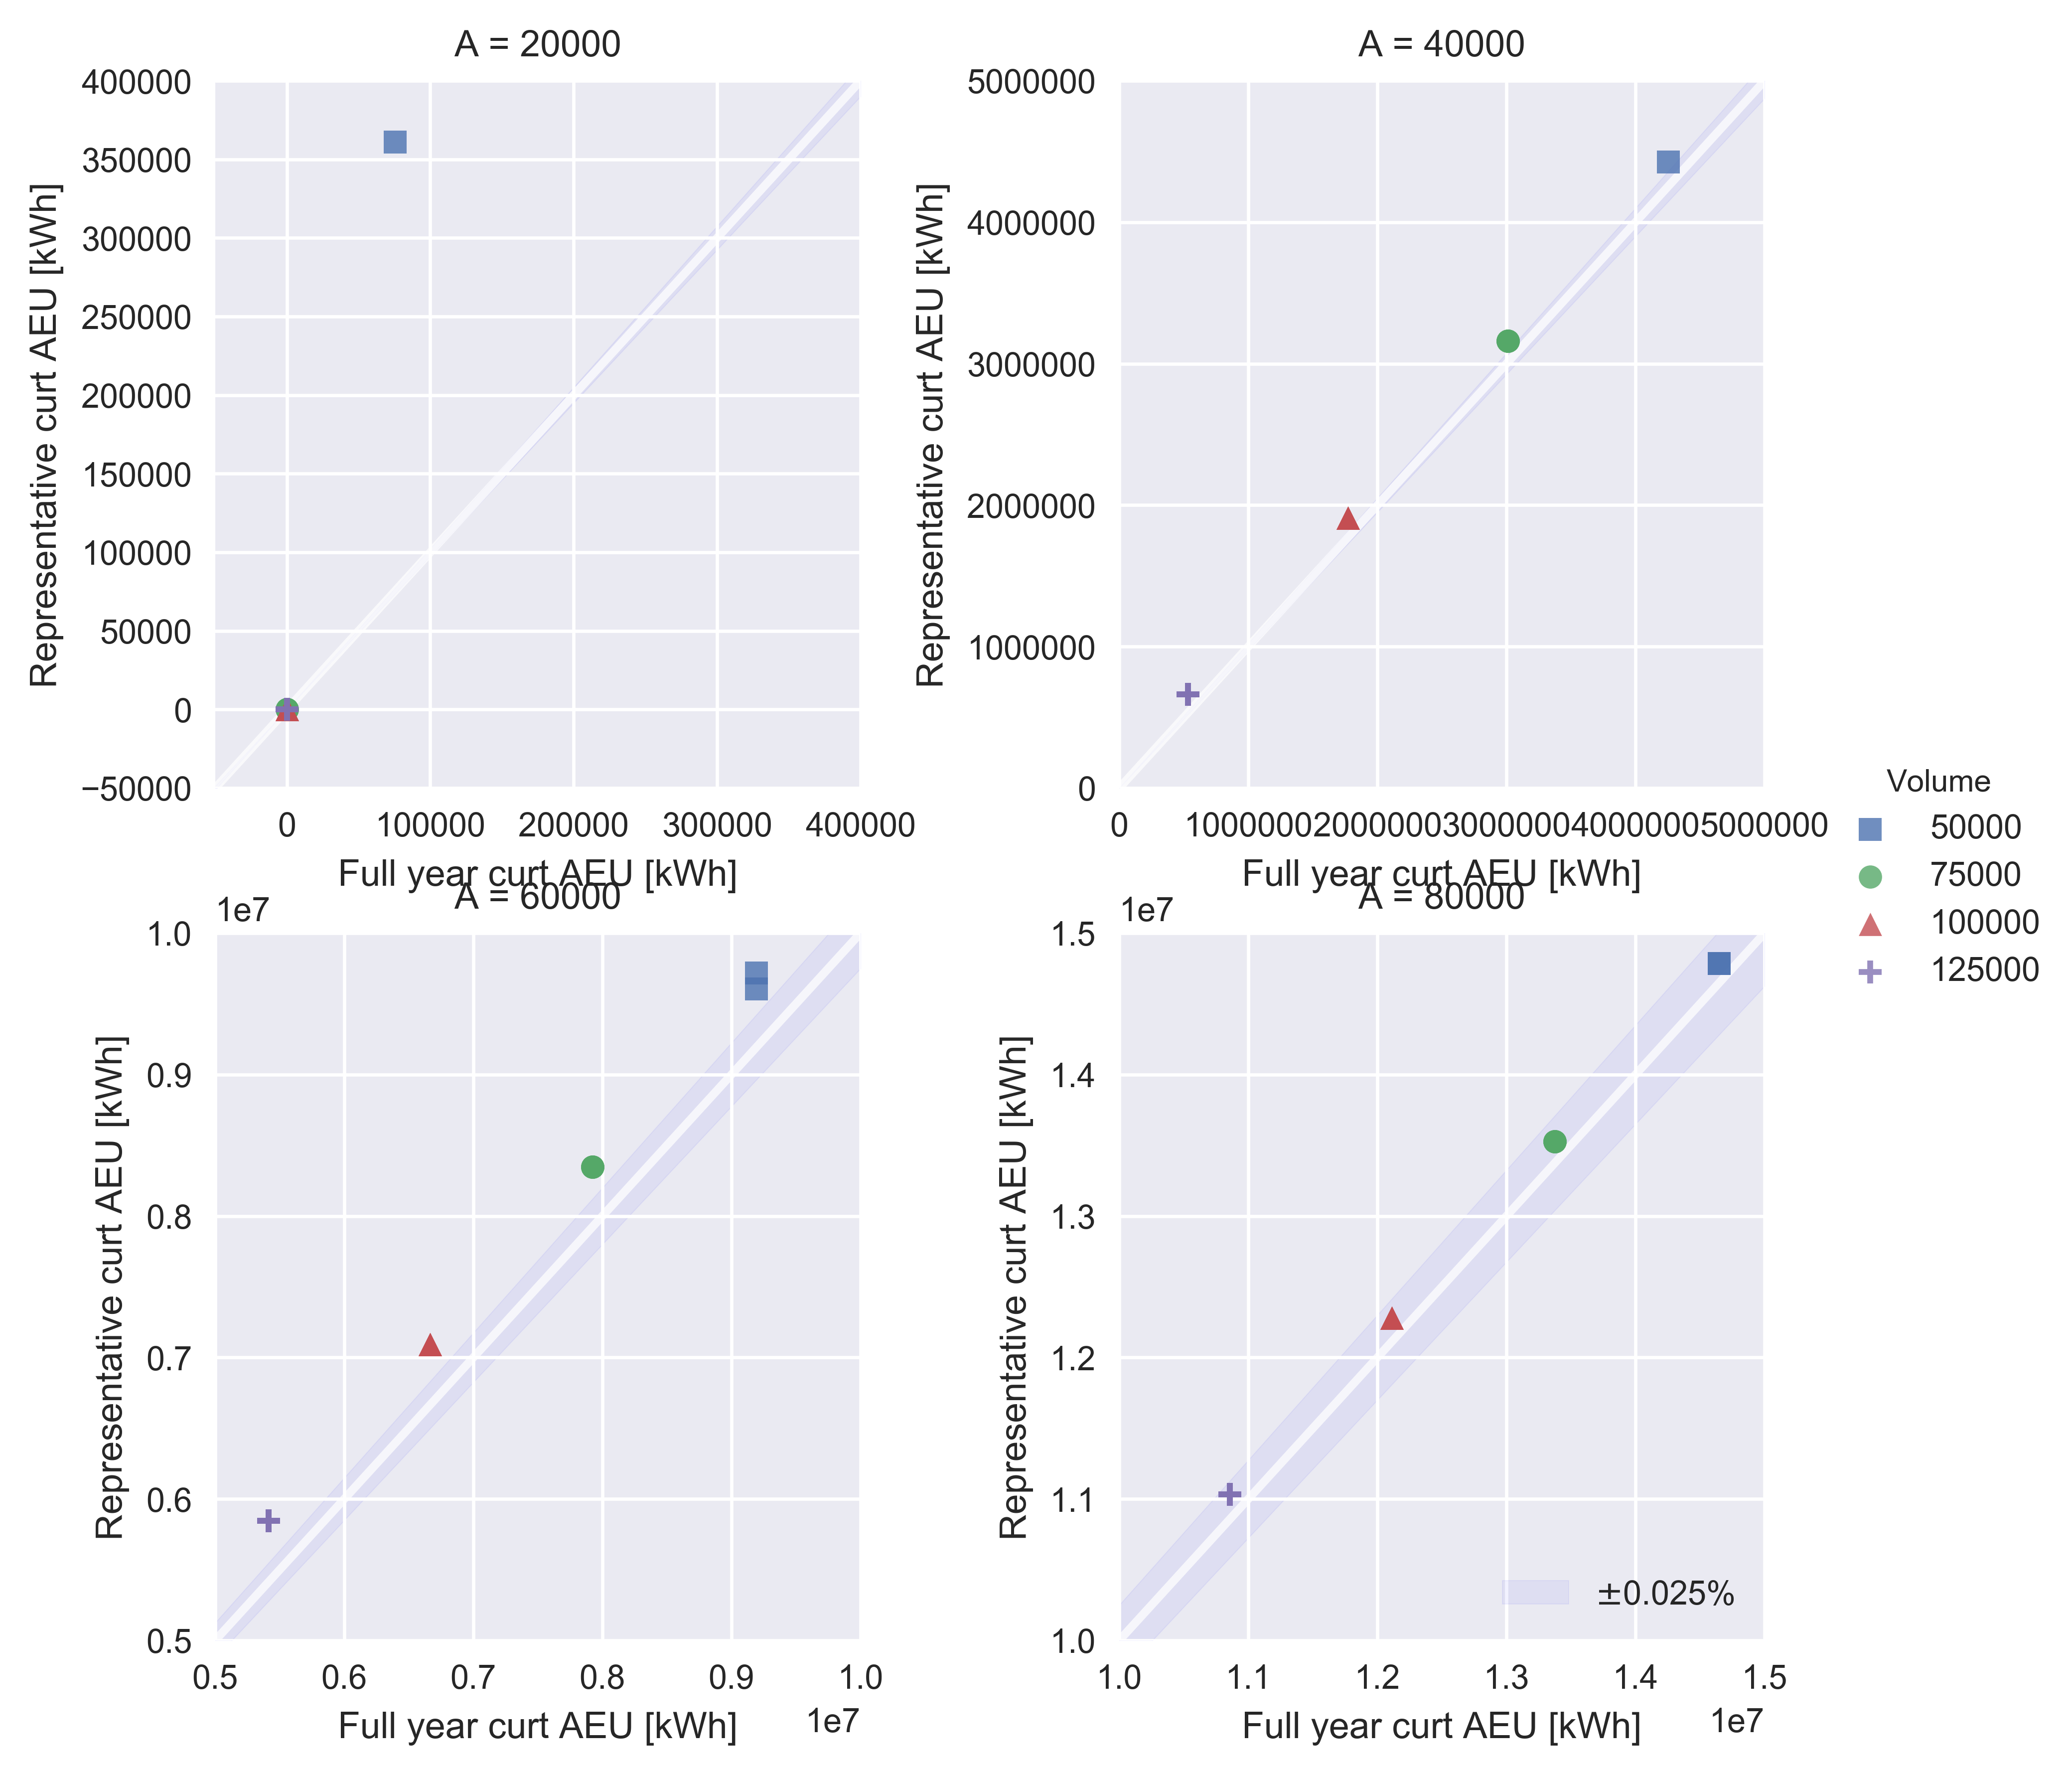 A = 20000
400000
350000
300000
250000
200000
150000
100000
50000
0
−50000
Representative curt AEU [kWh]
0 100000 200000 300000 400000
Full year curt AEU [kWh]
A = 40000
5000000
4000000
3000000
2000000
1000000
0
Representative curt AEU [kWh]
0 1000000 2000000 3000000 4000000 5000000
Full year curt AEU [kWh]
Volume
50000
75000
100000
125000
A = 60000
1e7
1.0
0.9
0.8
0.7
0.6
0.5
Representative curt AEU [kWh]
0.5 0.6 0.7 0.8 0.9 1.0
Full year curt AEU [kWh]
1e7
A = 80000
1e7
1.5
1.4
1.3
1.2
1.1
1.0
Representative curt AEU [kWh]
±0.025%
1.0 1.1 1.2 1.3 1.4 1.5
Full year curt AEU [kWh]
1e7